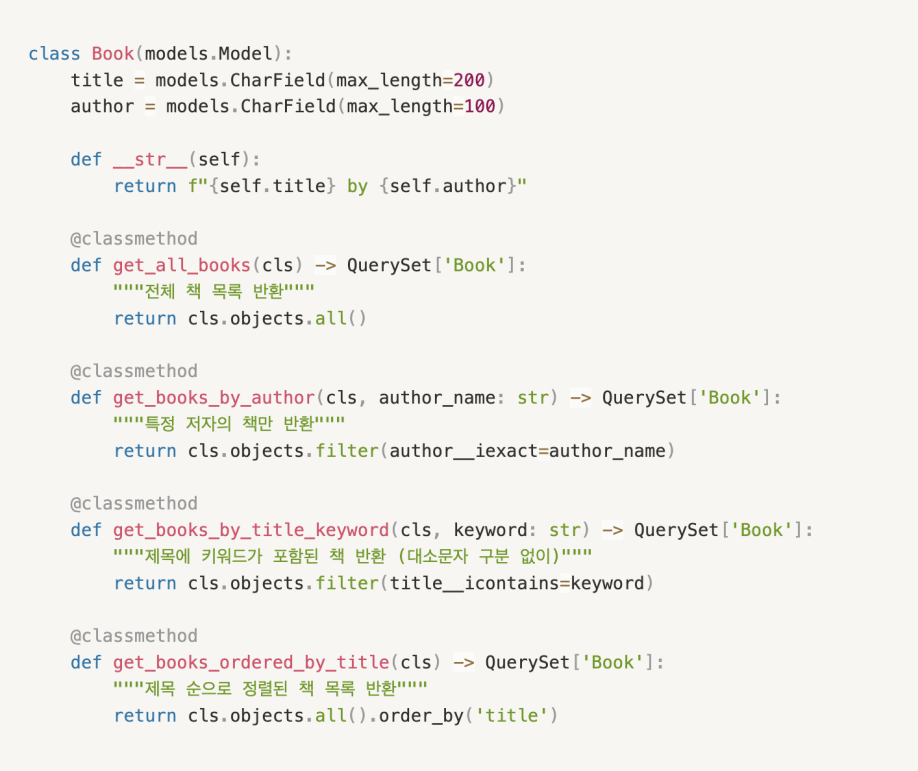 class Book(models.Model):
    title = models.CharField(max_length=200)
    author = models.CharField(max_length=100)

    def __str__(self):
        return f"{self.title} by {self.author}"

    @classmethod
    def get_all_books(cls) -> QuerySet['Book']:
        """전체 책 목록 반환"""
        return cls.objects.all()

    @classmethod
    def get_books_by_author(cls, author_name: str) -> QuerySet['Book']:
        """특정 저자의 책만 반환"""
        return cls.objects.filter(author__iexact=author_name)

    @classmethod
    def get_books_by_title_keyword(cls, keyword: str) -> QuerySet['Book']:
        """제목에 키워드가 포함된 책 반환 (대소문자 구분 없이)"""
        return cls.objects.filter(title__icontains=keyword)

    @classmethod
    def get_books_ordered_by_title(cls) -> QuerySet['Book']:
        """제목 순으로 정렬된 책 목록 반환"""
        return cls.objects.all().order_by('title')